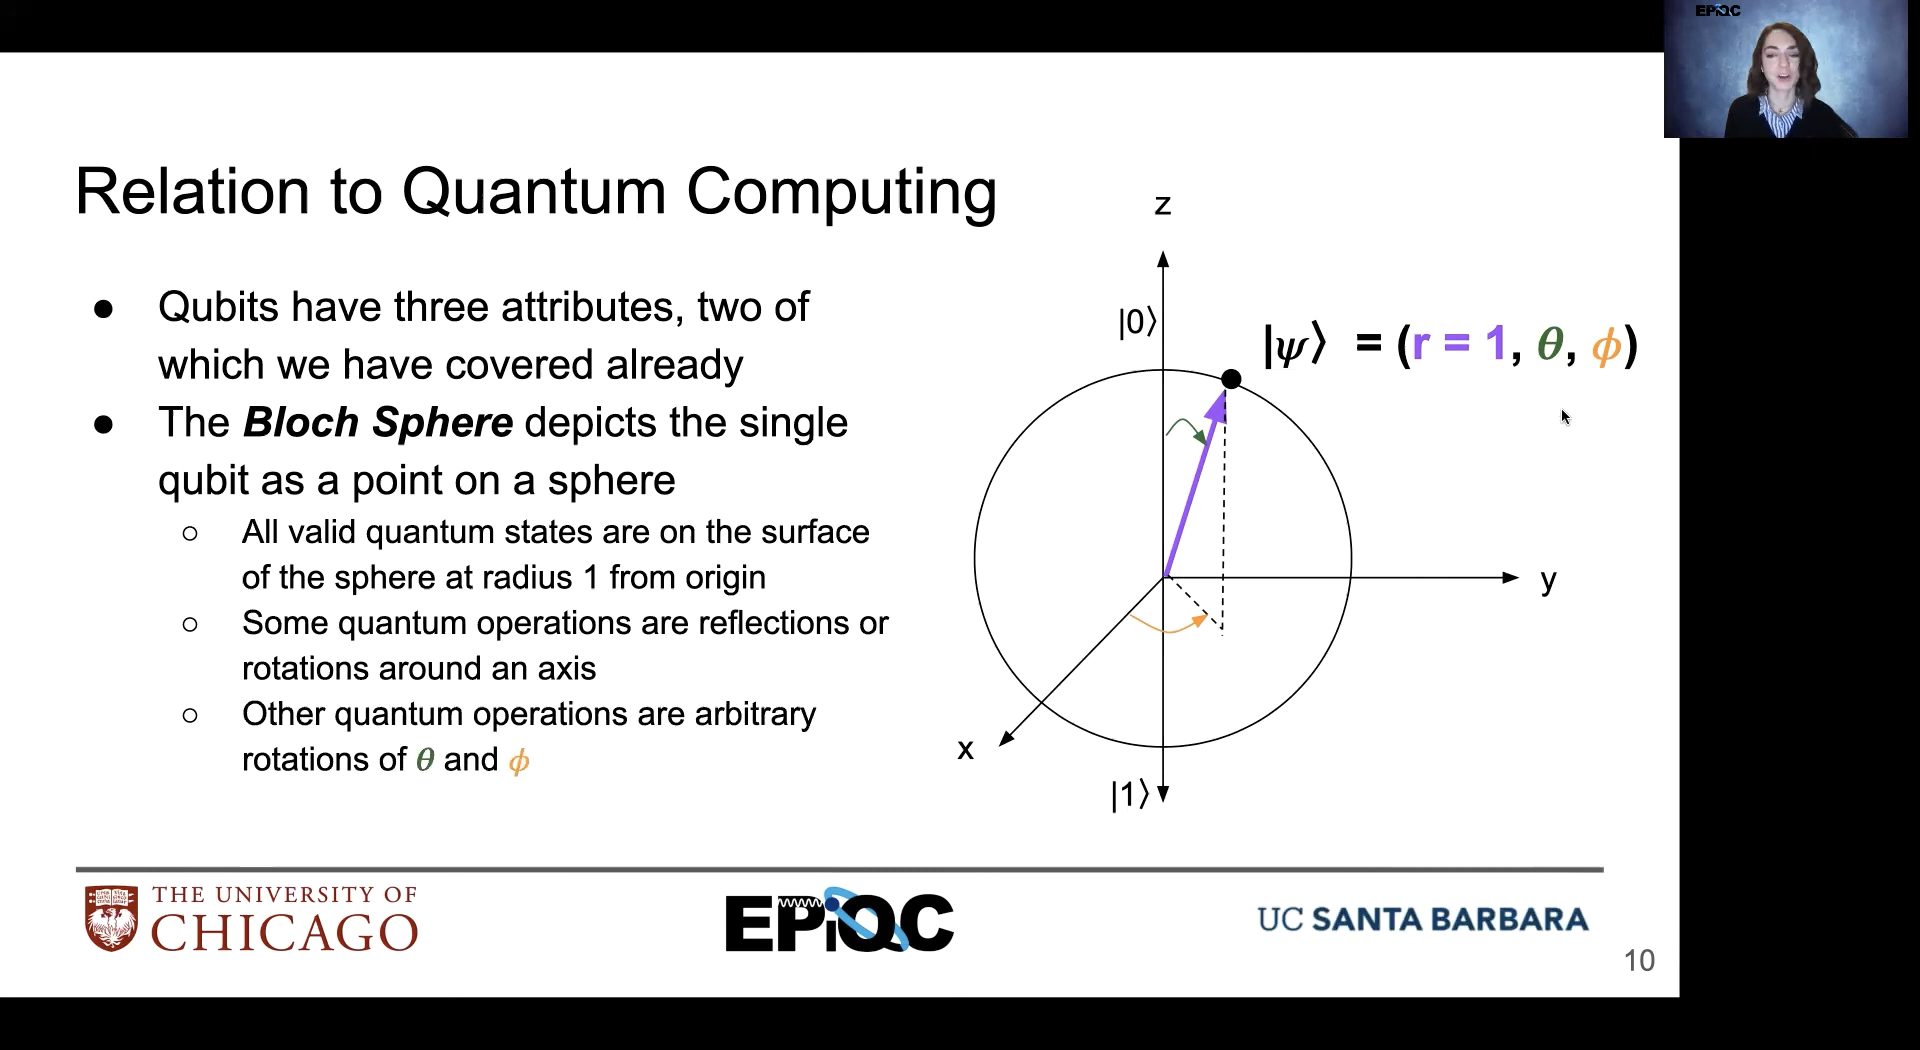 EPiQC
Relation to Quantum Computing
● Qubits have three attributes, two of
which we have covered already
● The Bloch Sphere depicts the single
qubit as a point on a sphere
○ All valid quantum states are on the surface
of the sphere at radius 1 from origin
○ Some quantum operations are reflections or
rotations around an axis
○ Other quantum operations are arbitrary
rotations of θ and ϕ
z
|0⟩
|ψ⟩ = (r = 1, θ, ϕ)
y
x
|1⟩
THE UNIVERSITY OF
CHICAGO
EPiQC
UC SANTA BARBARA
10